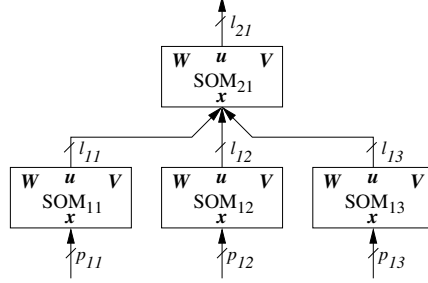 l21
W u V
SOM21
x
l11 l12 l13
W u V W u V W u V
SOM11 SOM12 SOM13
x x x
p11 p12 p13